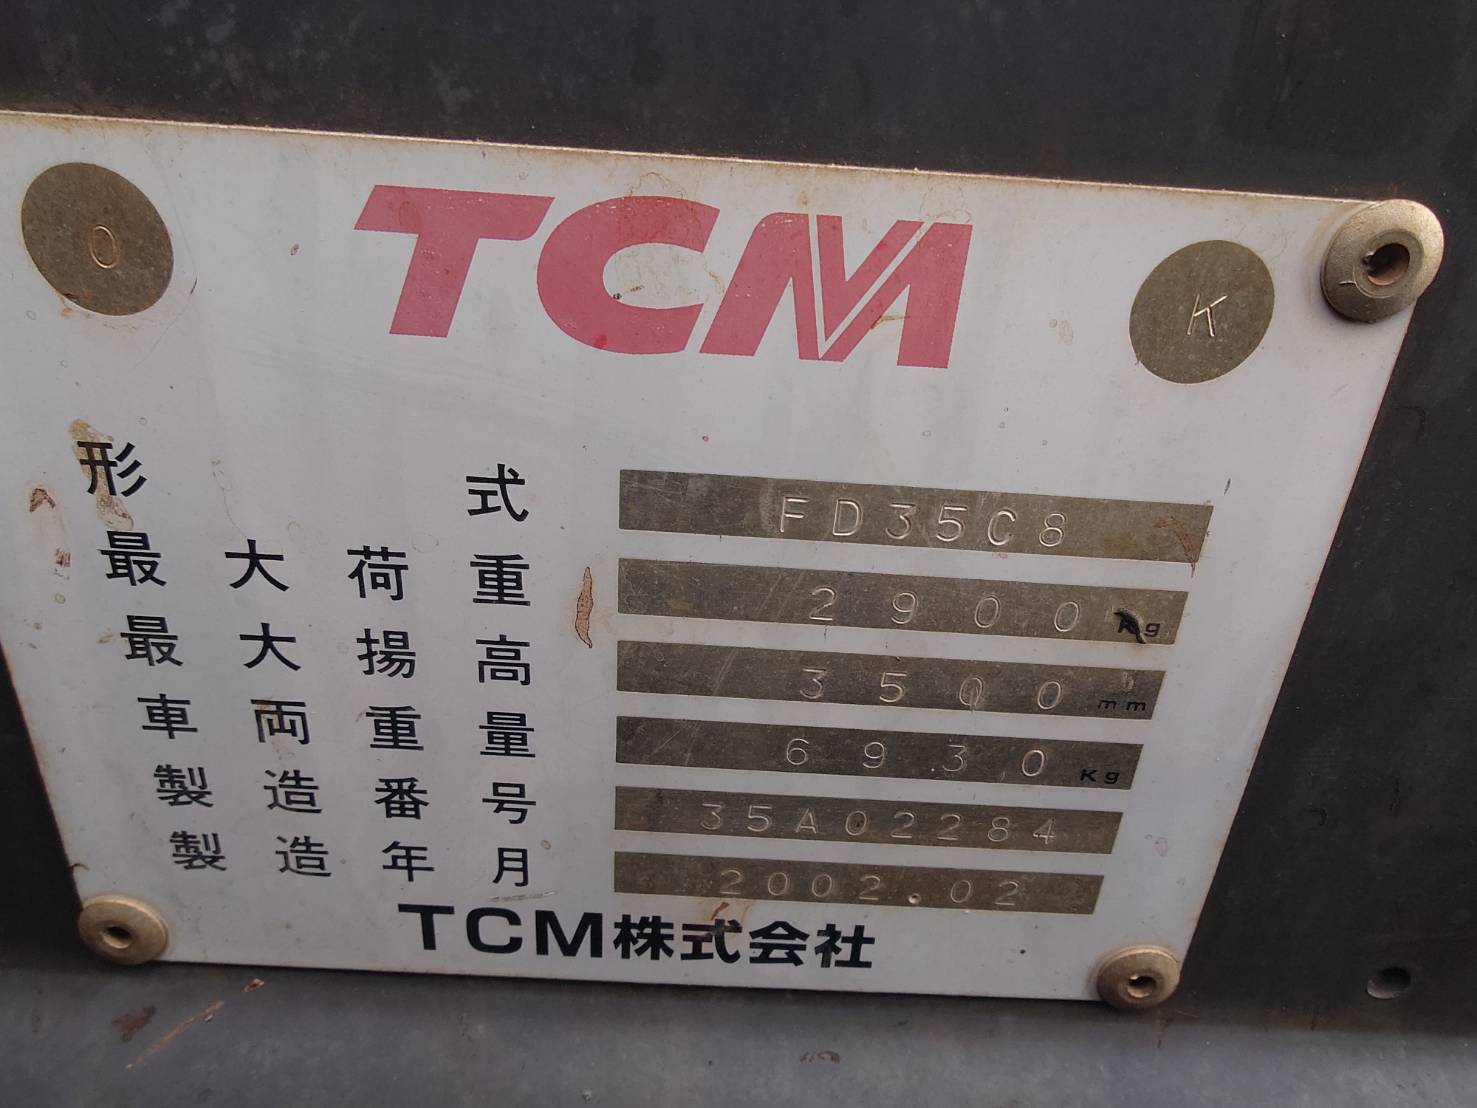 O TCM K
形式 FD35C8
最大荷重 2900 Kg
最大揚高 3500 mm
車両重量 6930 Kg
製造番号 35A02284
製造年月 2002.02
TCM株式会社